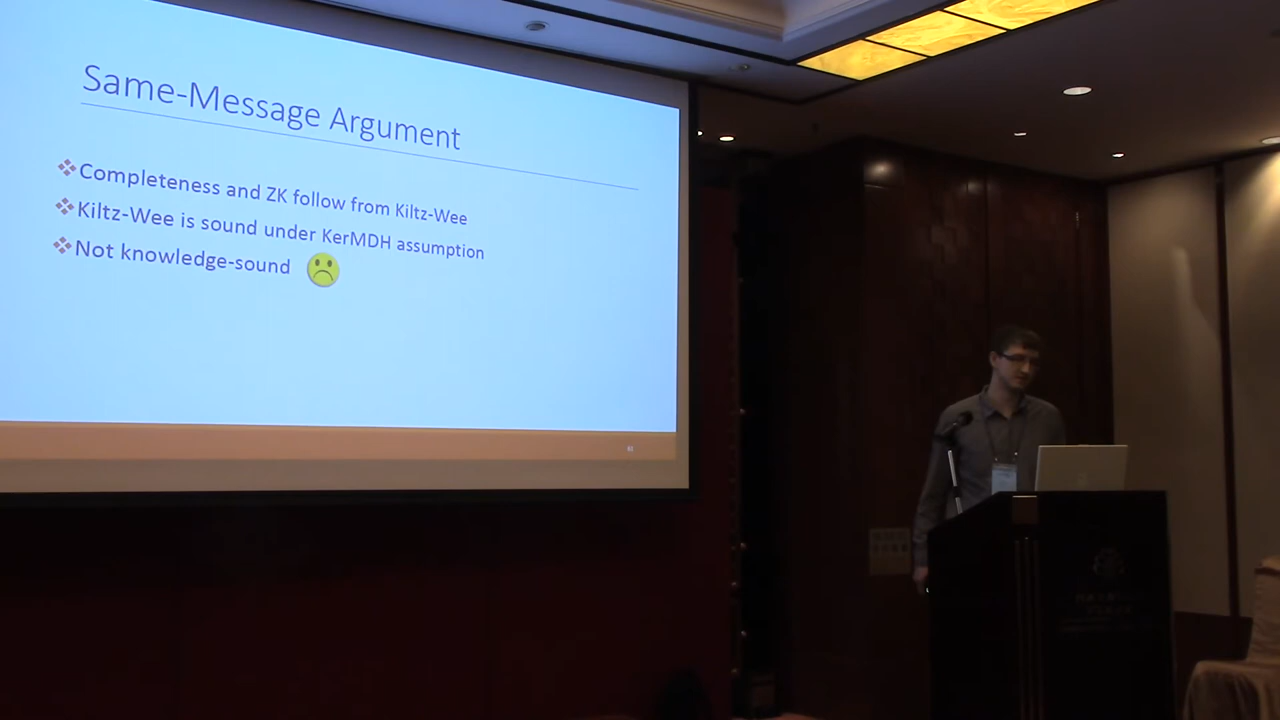 Same-Message Argument
Completeness and ZK follow from Kiltz-Wee
Kiltz-Wee is sound under KerMDH assumption
Not knowledge-sound